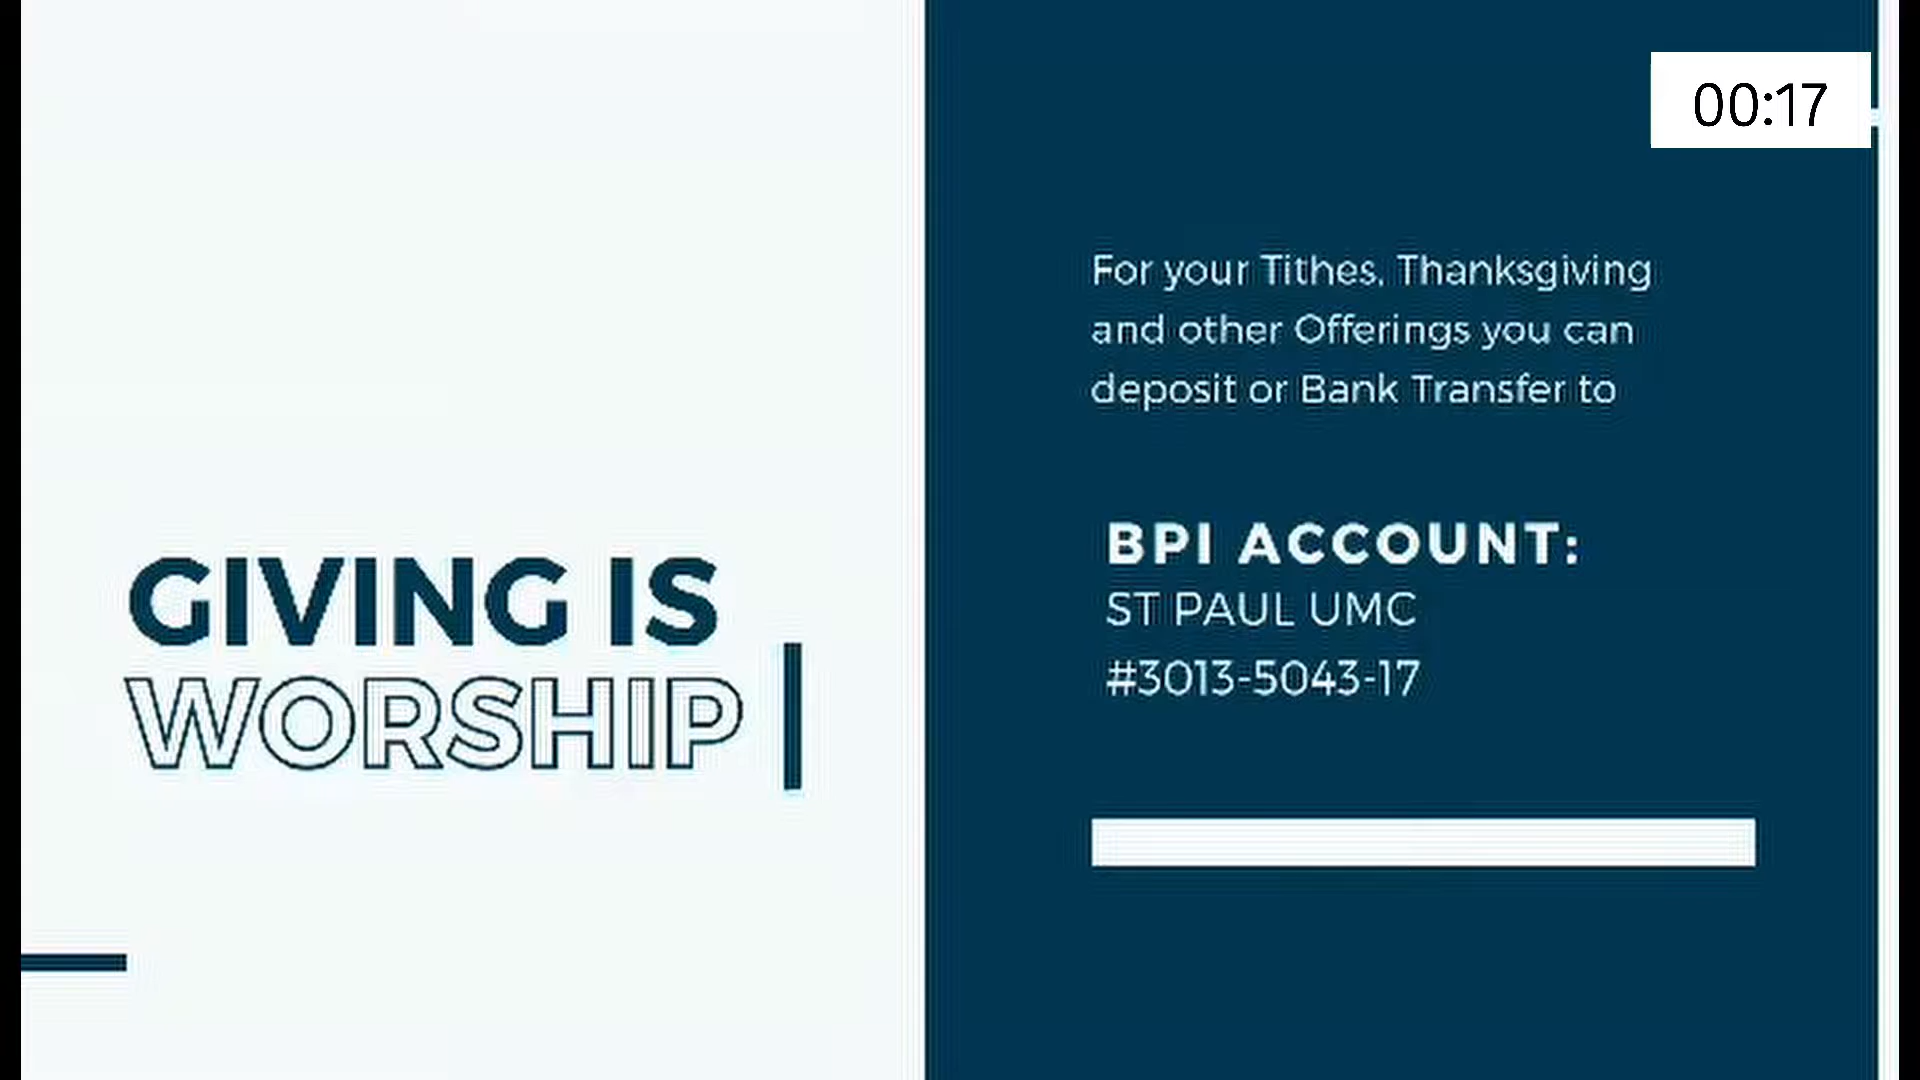 GIVING IS
WORSHIP
00:17
For your Tithes, Thanksgiving
and other Offerings you can
deposit or Bank Transfer to
BPI ACCOUNT:
ST PAUL UMC
#3013-5043-17